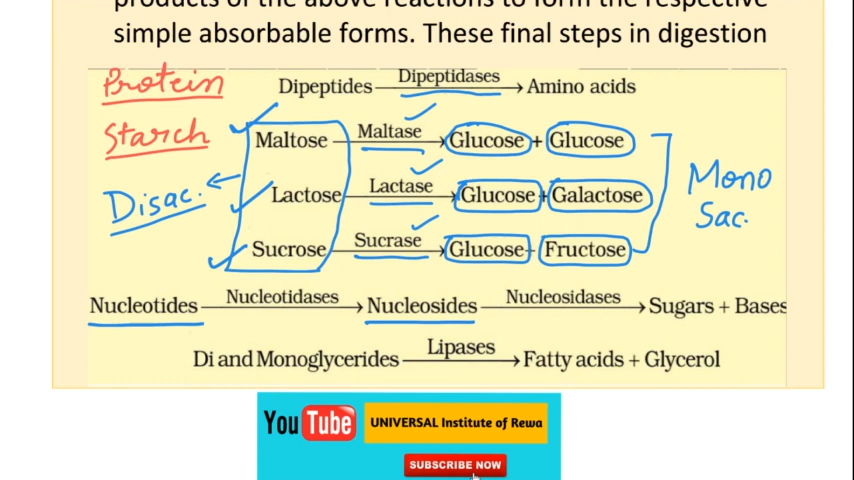 products of the above reactions to form the respective
simple absorbable forms. These final steps in digestion
Protein
Dipeptides Dipeptidases Amino acids
Starch
Maltose Maltase Glucose + Glucose
Disac.
Lactose Lactase Glucose + Galactose
Mono
Sac.
Sucrose Sucrase Glucose + Fructose
Nucleotides Nucleotidases Nucleosides Nucleosidases Sugars + Bases
Di and Monoglycerides Lipases Fatty acids + Glycerol
YouTube UNIVERSAL Institute of Rewa
SUBSCRIBE NOW